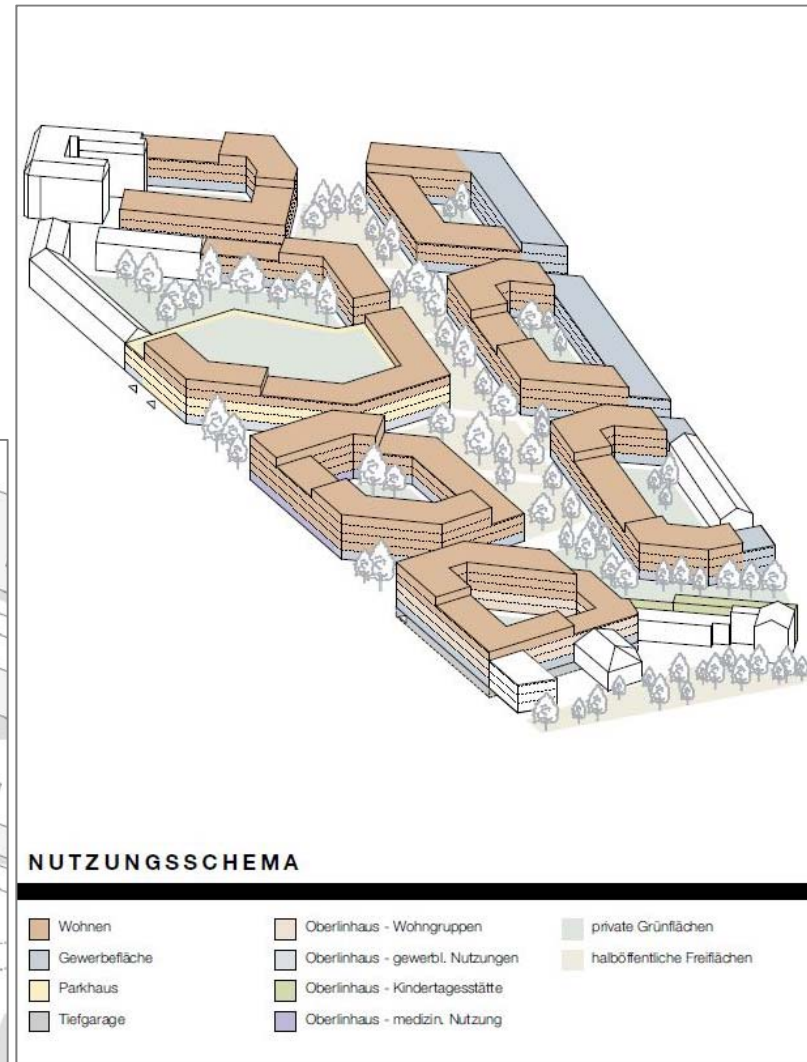 NUTZUNGSSCHEMA
Wohnen
Gewerbefläche
Parkhaus
Tiefgarage
Oberlinhaus - Wohngruppen
Oberlinhaus - gewerbl. Nutzungen
Oberlinhaus - Kindertagesstätte
Oberlinhaus - medizin. Nutzung
private Grünflächen
halböffentliche Freiflächen